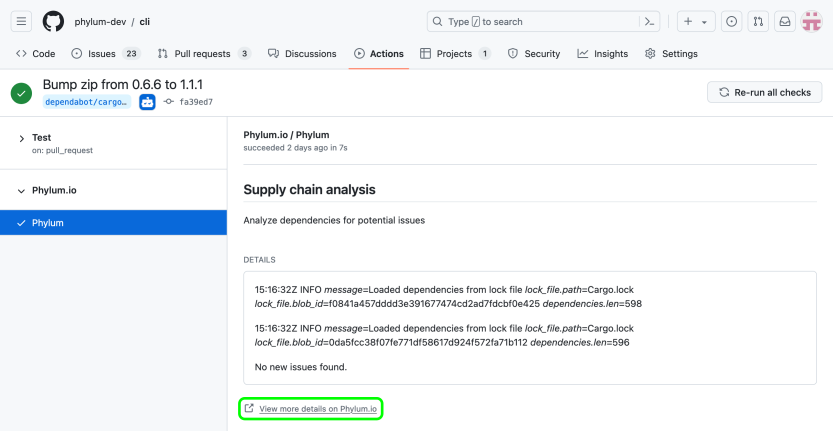 phylum-dev / cli
Type / to search
Code
Issues 23
Pull requests 3
Discussions
Actions
Projects 1
Security
Insights
Settings
Bump zip from 0.6.6 to 1.1.1
dependabot/cargo…
fa39ed7
Re-run all checks
Test
on: pull_request
Phylum.io
Phylum
Phylum.io / Phylum
succeeded 2 days ago in 7s
Supply chain analysis
Analyze dependencies for potential issues
DETAILS
15:16:32Z INFO message=Loaded dependencies from lock file lock_file.path=Cargo.lock
lock_file.blob_id=f0841a457dddd3e391677474cd2ad7fdcbf0e425 dependencies.len=598
15:16:32Z INFO message=Loaded dependencies from lock file lock_file.path=Cargo.lock
lock_file.blob_id=0da5fcc38f07fe771df58617d924f572fa71b112 dependencies.len=596
No new issues found.
View more details on Phylum.io